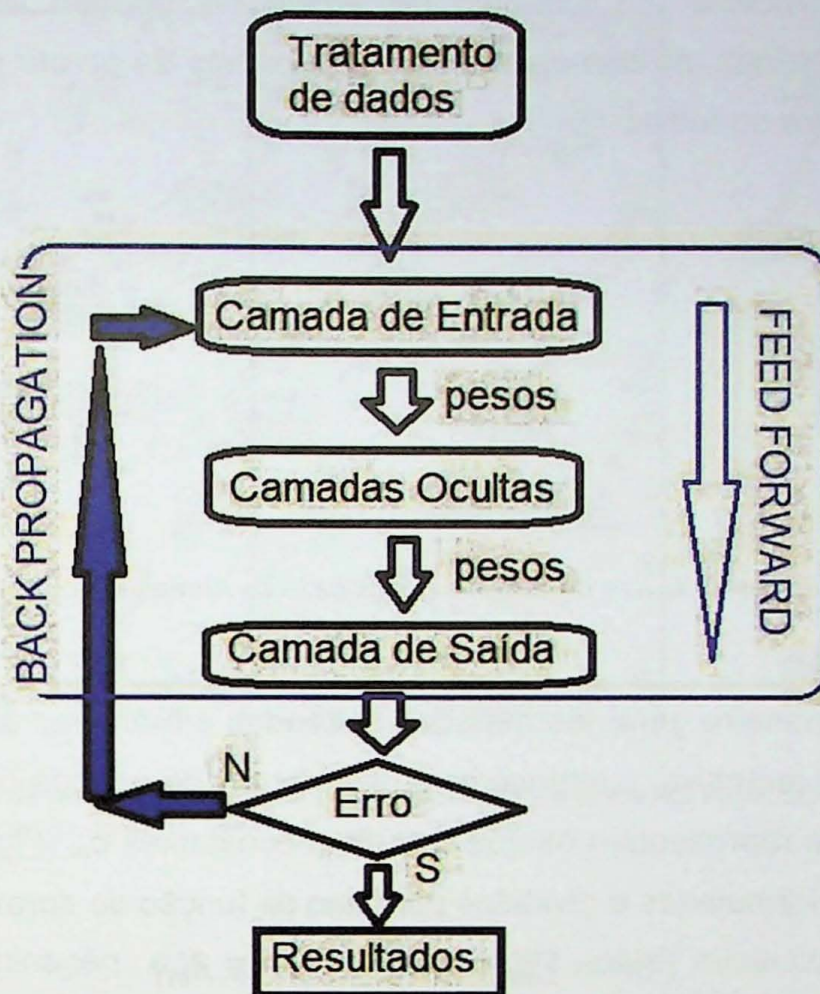 Tratamento
de dados
Camada de Entrada
pesos
Camadas Ocultas
pesos
Camada de Saída
BACK PROPAGATION
FEED FORWARD
N
Erro
S
Resultados